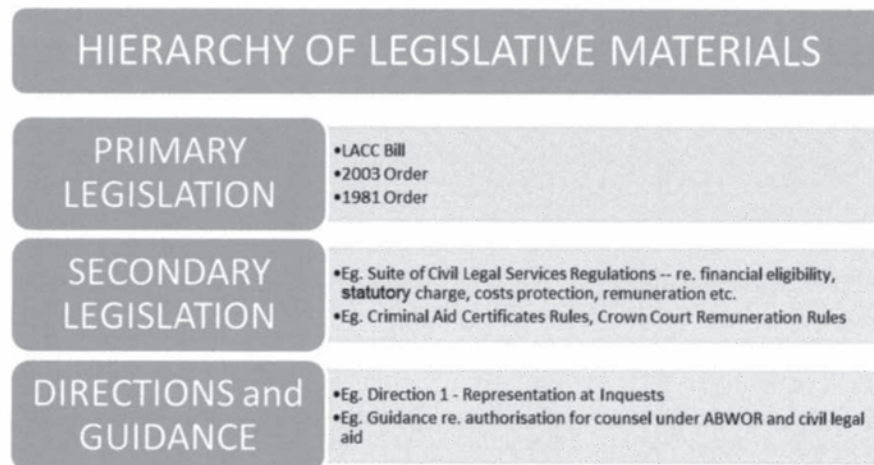 HIERARCHY OF LEGISLATIVE MATERIALS
PRIMARY
LEGISLATION
•LACC Bill
•2003 Order
•1981 Order
SECONDARY
LEGISLATION
•Eg. Suite of Civil Legal Services Regulations -- re. financial eligibility,
statutory charge, costs protection, remuneration etc.
•Eg. Criminal Aid Certificates Rules, Crown Court Remuneration Rules
DIRECTIONS and
GUIDANCE
•Eg. Direction 1 - Representation at Inquests
•Eg. Guidance re. authorisation for counsel under ABWOR and civil legal
aid